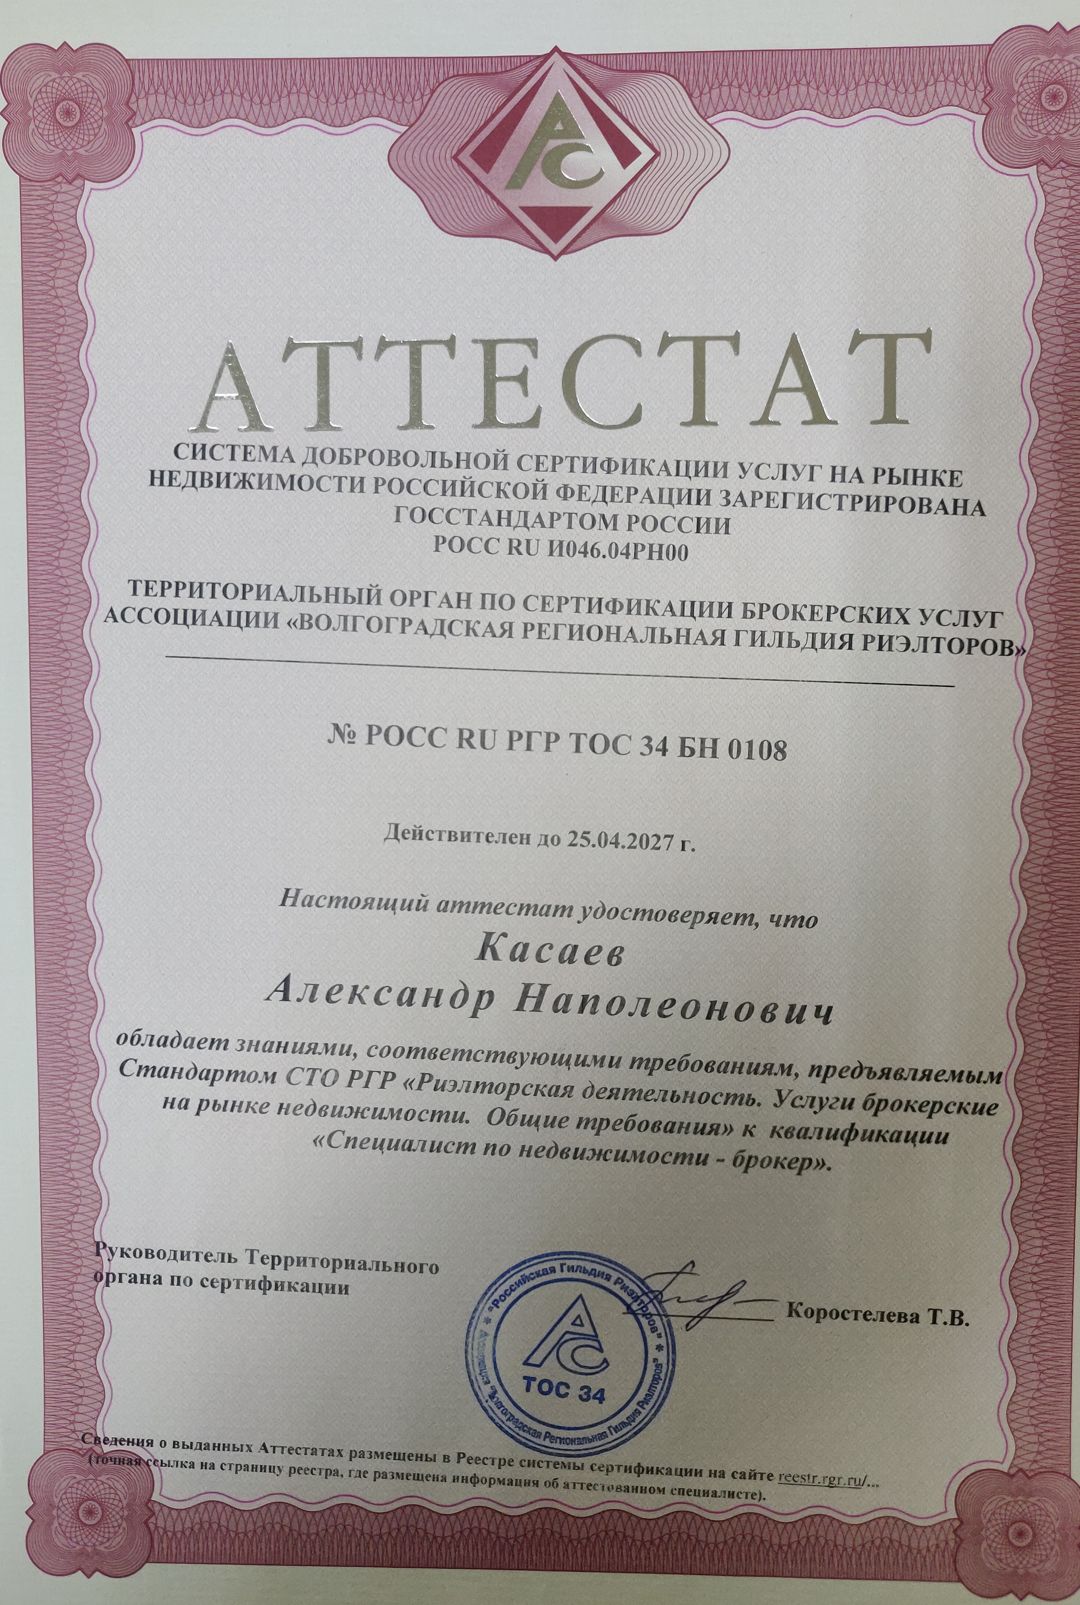 АС
АТТЕСТАТ
СИСТЕМА ДОБРОВОЛЬНОЙ СЕРТИФИКАЦИИ УСЛУГ НА РЫНКЕ
НЕДВИЖИМОСТИ РОССИЙСКОЙ ФЕДЕРАЦИИ ЗАРЕГИСТРИРОВАНА
ГОССТАНДАРТОМ РОССИИ
РОСС RU И046.04РН00
ТЕРРИТОРИАЛЬНЫЙ ОРГАН ПО СЕРТИФИКАЦИИ БРОКЕРСКИХ УСЛУГ
АССОЦИАЦИИ «ВОЛГОГРАДСКАЯ РЕГИОНАЛЬНАЯ ГИЛЬДИЯ РИЭЛТОРОВ»
№ РОСС RU РГР ТОС 34 БН 0108
Действителен до 25.04.2027 г.
Настоящий аттестат удостоверяет, что
Касаев
Александр Наполеонович
обладает знаниями, соответствующими требованиям, предъявляемым
Стандартом СТО РГР «Риэлторская деятельность. Услуги брокерские
на рынке недвижимости. Общие требования» к квалификации
«Специалист по недвижимости - брокер».
Руководитель Территориального
органа по сертификации
Коростелева Т.В.
"Российская Гильдия Риэлторов"
Ассоциация "Волгоградская Региональная Гильдия Риэлторов"
АС
ТОС 34
Сведения о выданных Аттестатах размещены в Реестре системы сертификации на сайте reestr.rgr.ru/...
(точная ссылка на страницу реестра, где размещена информация об аттестованном специалисте).